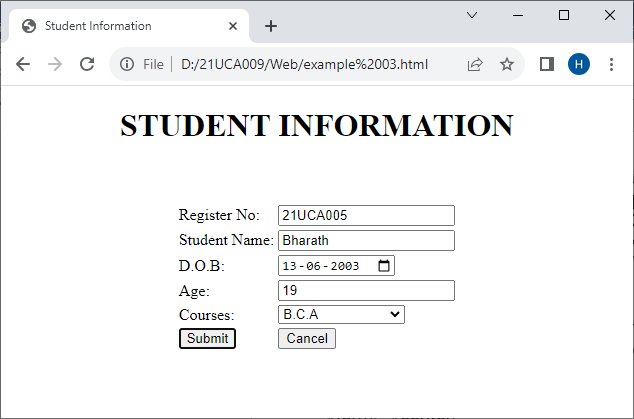 Student Information
File D:/21UCA009/Web/example%2003.html
H
STUDENT INFORMATION
Register No: 21UCA005
Student Name: Bharath
D.O.B: 13-06-2003
Age: 19
Courses: B.C.A
Submit Cancel